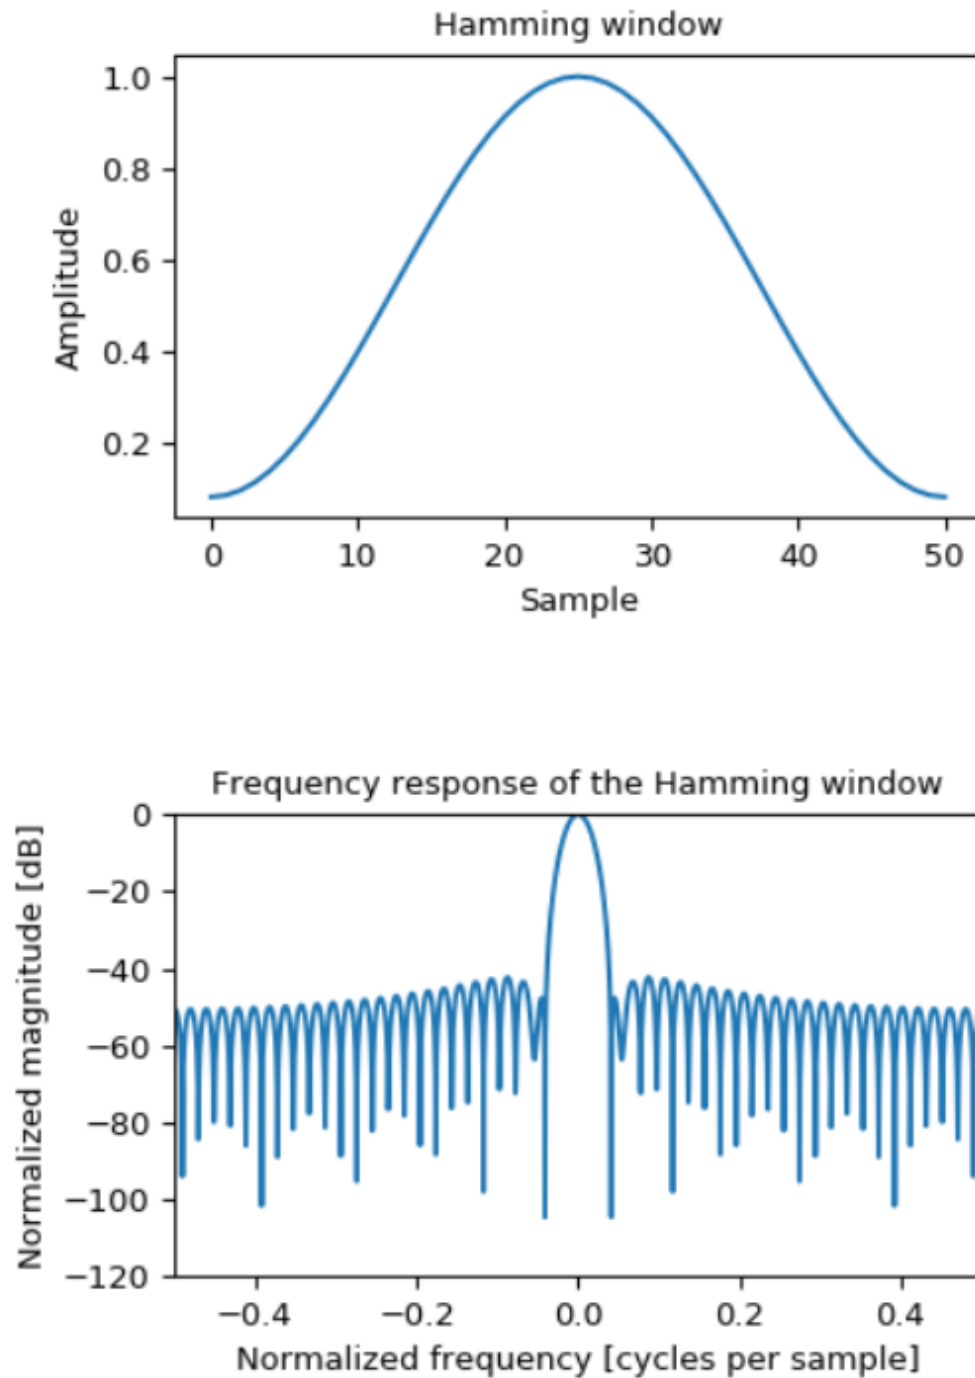 Hamming window
1.0
0.8
0.6
0.4
0.2
Amplitude
0 10 20 30 40 50
Sample
Frequency response of the Hamming window
0
−20
−40
−60
−80
−100
−120
Normalized magnitude [dB]
−0.4 −0.2 0.0 0.2 0.4
Normalized frequency [cycles per sample]